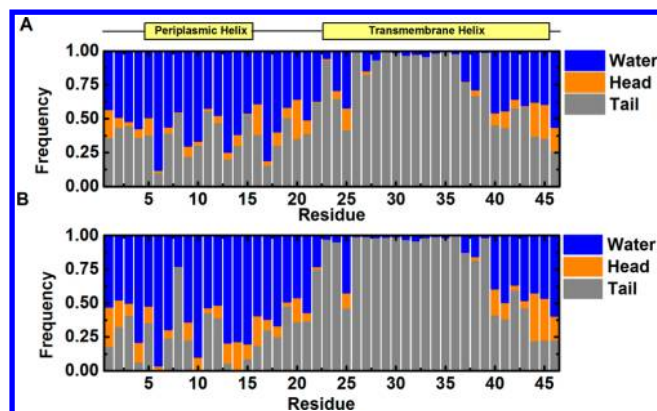 A
Periplasmic Helix
Transmembrane Helix
1.00
0.75
0.50
0.25
0.00
Frequency
5 10 15 20 25 30 35 40 45
Residue
Water
Head
Tail
B
1.00
0.75
0.50
0.25
0.00
Frequency
5 10 15 20 25 30 35 40 45
Residue
Water
Head
Tail